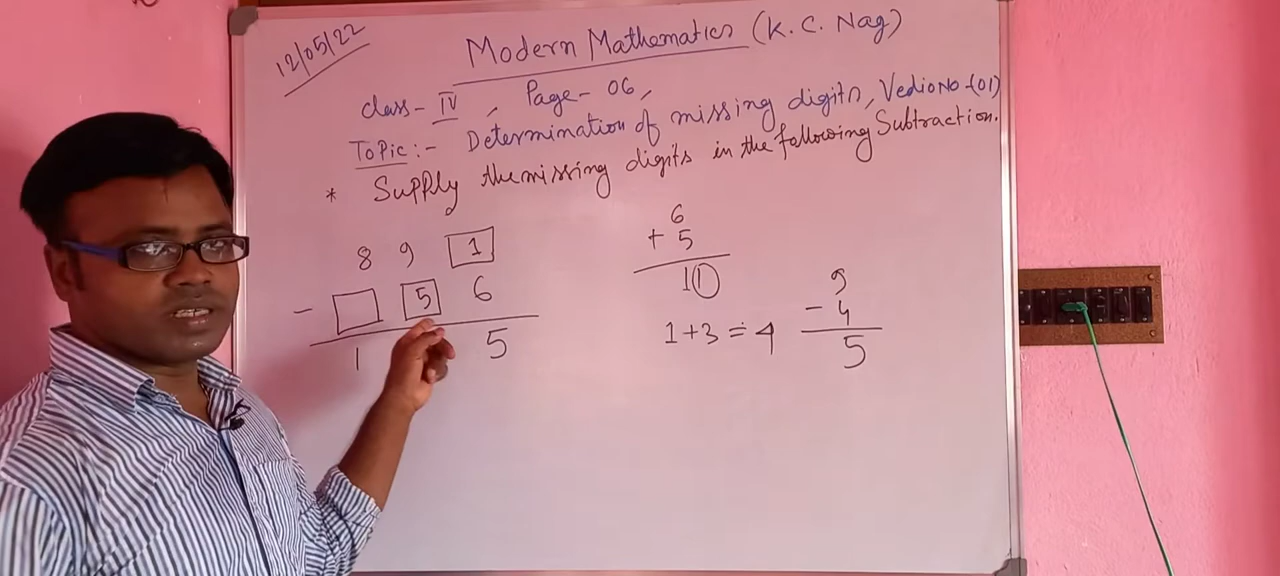 12/05/22
Modern Mathematics (K. C. Nag)
class- IV, Page- 06,
Topic:- Determination of missing digits, Vedio No-(01)
* Supply the missing digits in the following Subtraction.
8 9 1
- 5 6
1 5
6
+ 5
11
1+3=4
9
- 4
5